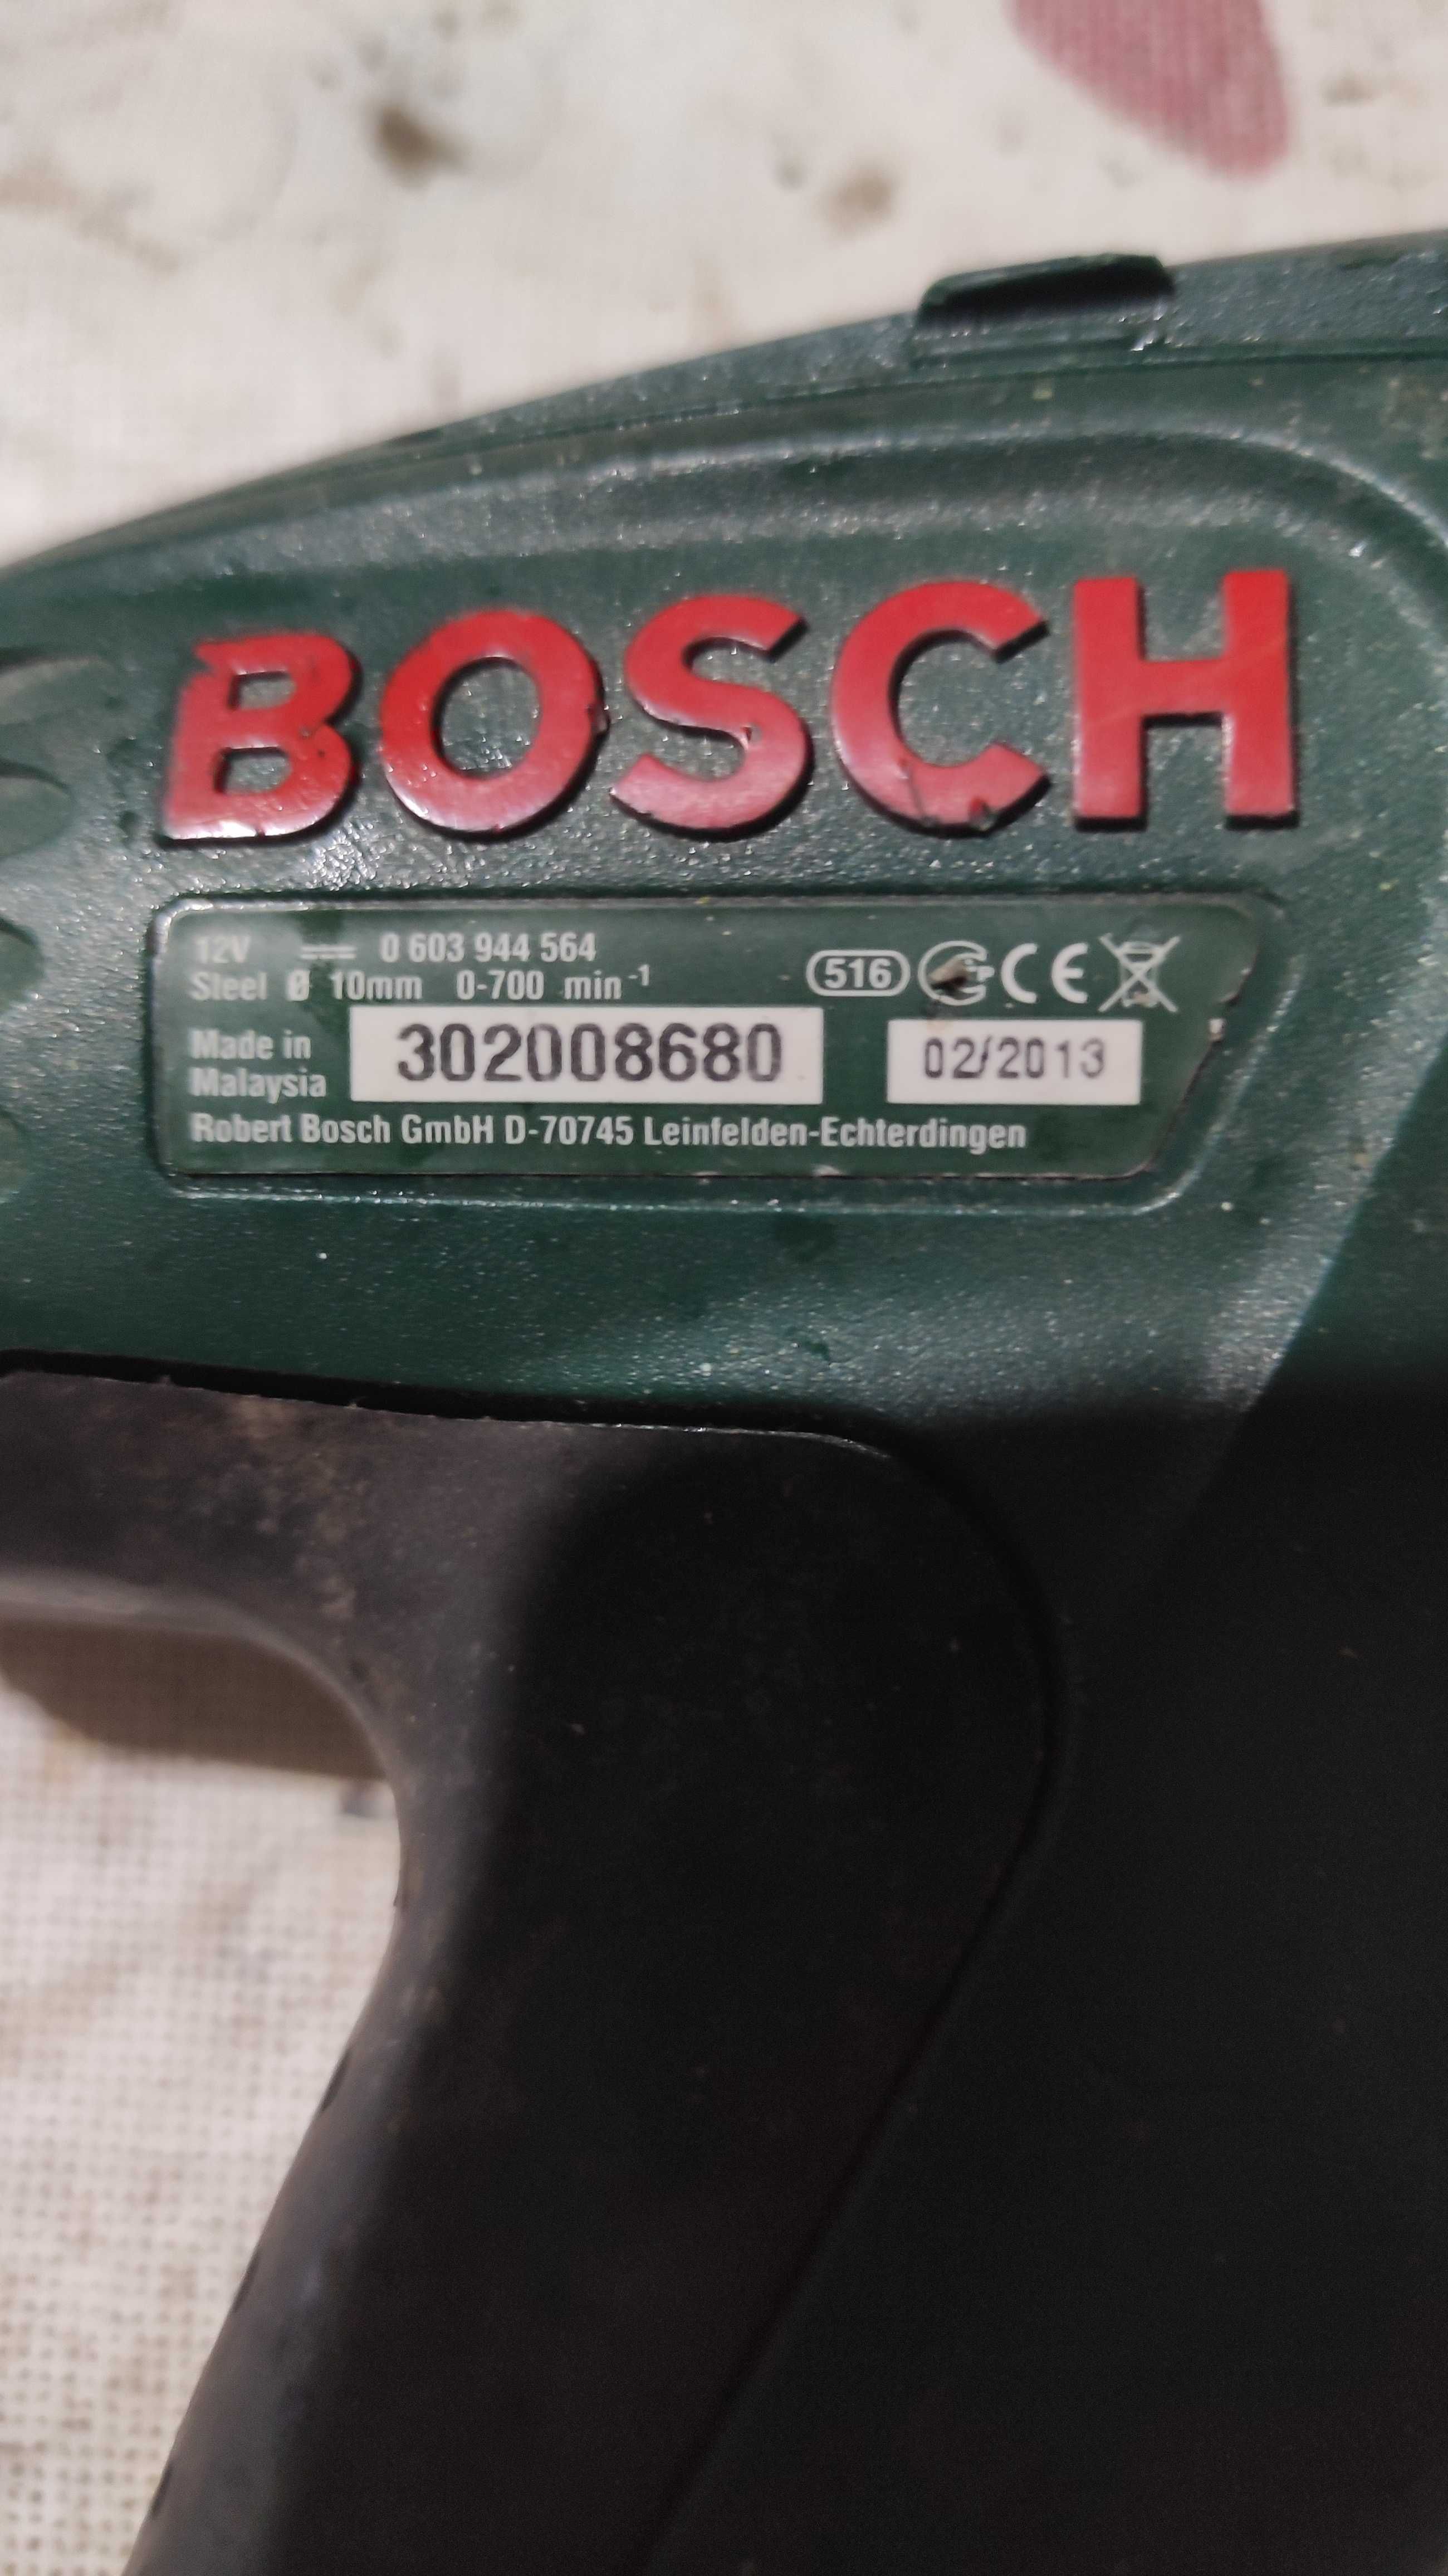 BOSCH
12V ⎓ 0 603 944 564
Steel Ø 10mm 0-700 min⁻¹
516 CE
Made in
Malaysia
302008680
02/2013
Robert Bosch GmbH D-70745 Leinfelden-Echterdingen